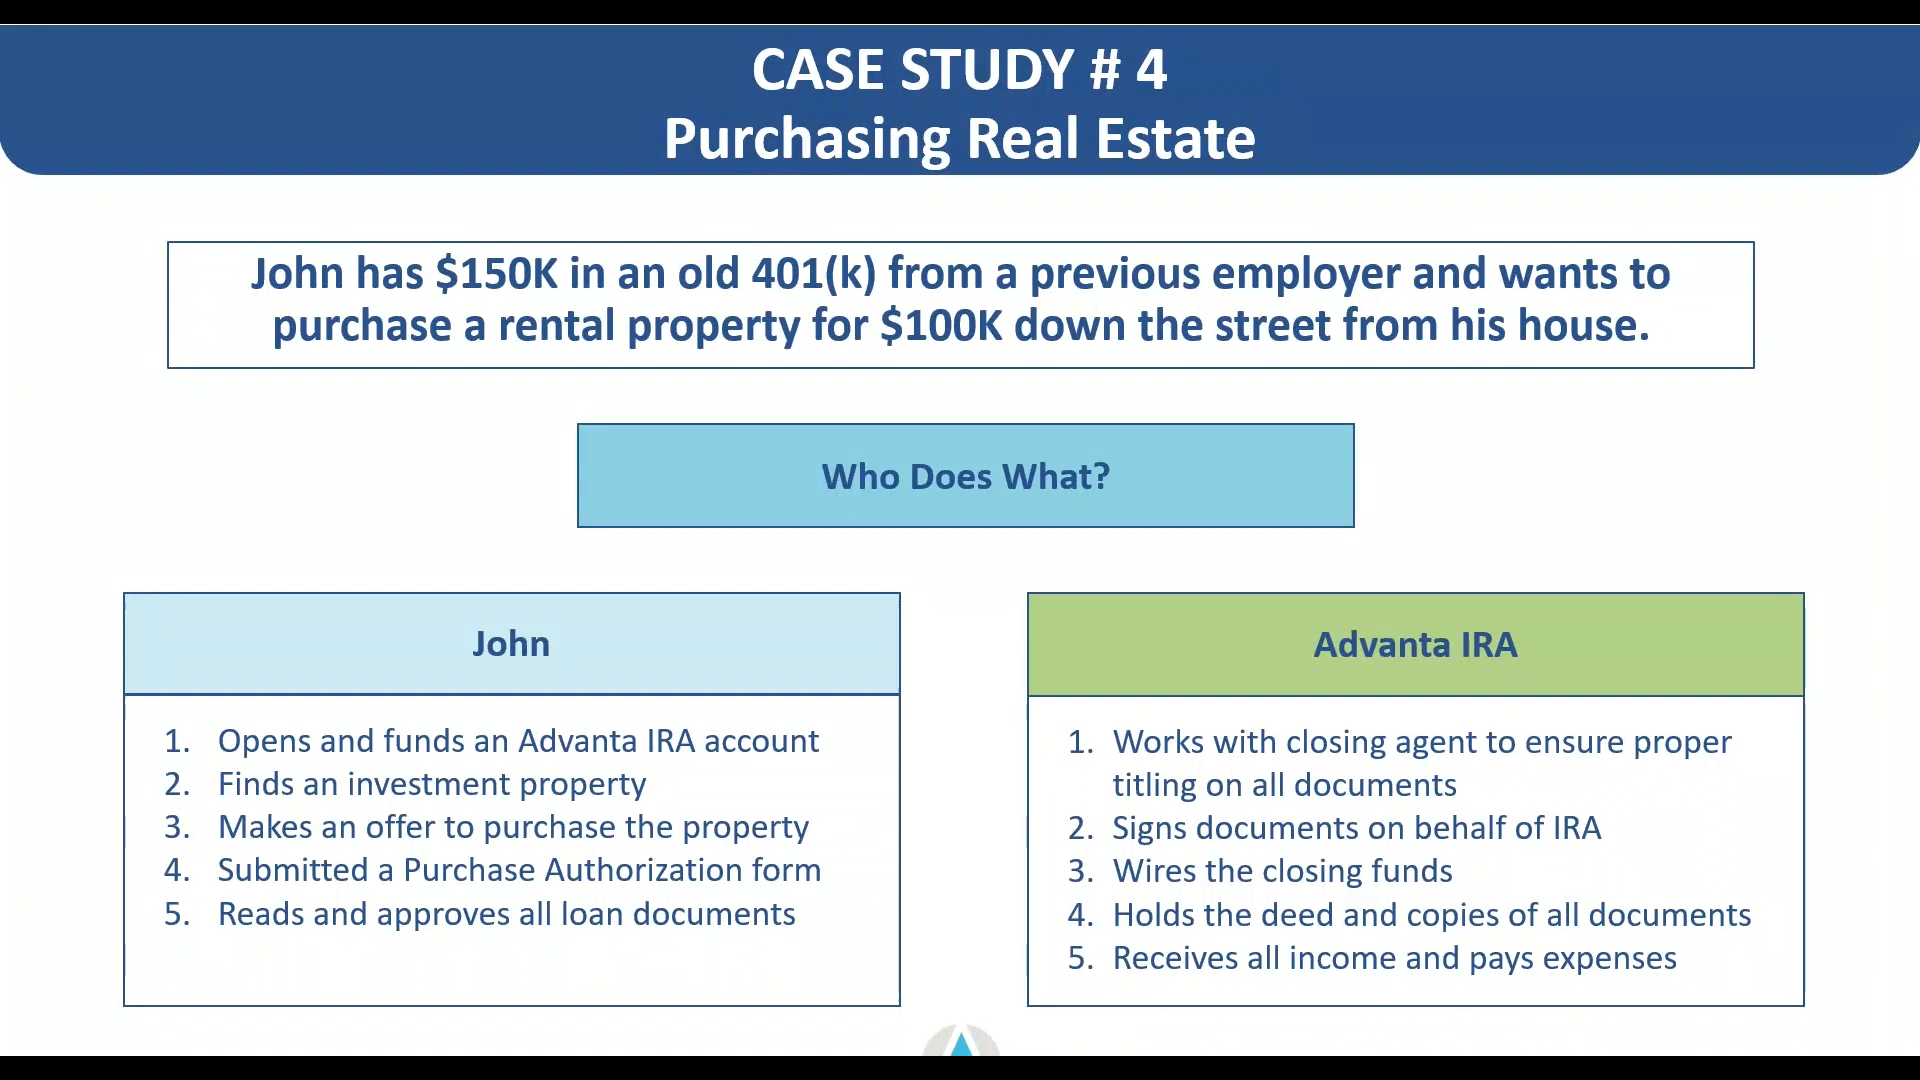 CASE STUDY # 4
Purchasing Real Estate
John has $150K in an old 401(k) from a previous employer and wants to
purchase a rental property for $100K down the street from his house.
Who Does What?
John
1. Opens and funds an Advanta IRA account
2. Finds an investment property
3. Makes an offer to purchase the property
4. Submitted a Purchase Authorization form
5. Reads and approves all loan documents
Advanta IRA
1. Works with closing agent to ensure proper
titling on all documents
2. Signs documents on behalf of IRA
3. Wires the closing funds
4. Holds the deed and copies of all documents
5. Receives all income and pays expenses